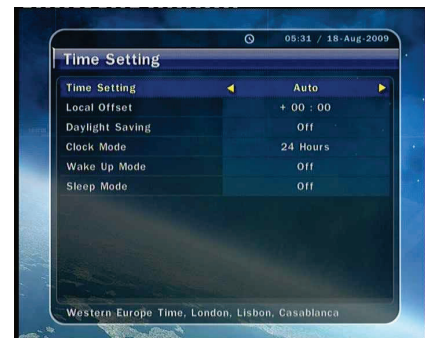 05:31 / 18-Aug-2009
Time Setting
Time Setting Auto
Local Offset + 00 : 00
Daylight Saving Off
Clock Mode 24 Hours
Wake Up Mode Off
Sleep Mode Off
Western Europe Time, London, Lisbon, Casablanca